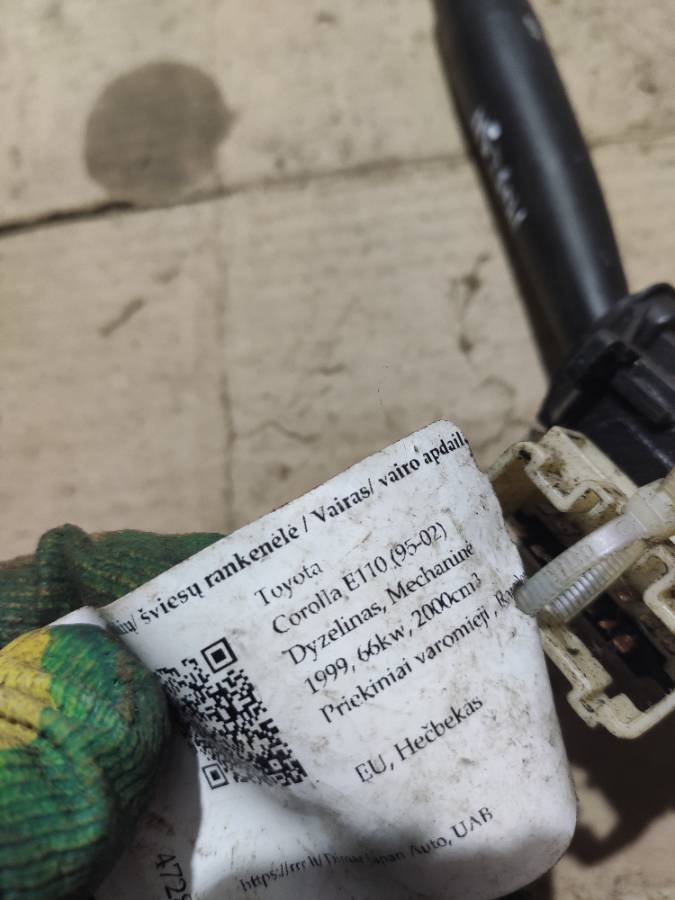 šviesų rankenėlė / Vairas/ vairo apdail
Toyota
Corolla E110 (95-02)
Dyzelinas, Mechaninė
1999, 66kw, 2000cm³
Priekiniai varomieji,
EU, Hečbekas
Auto, UAB